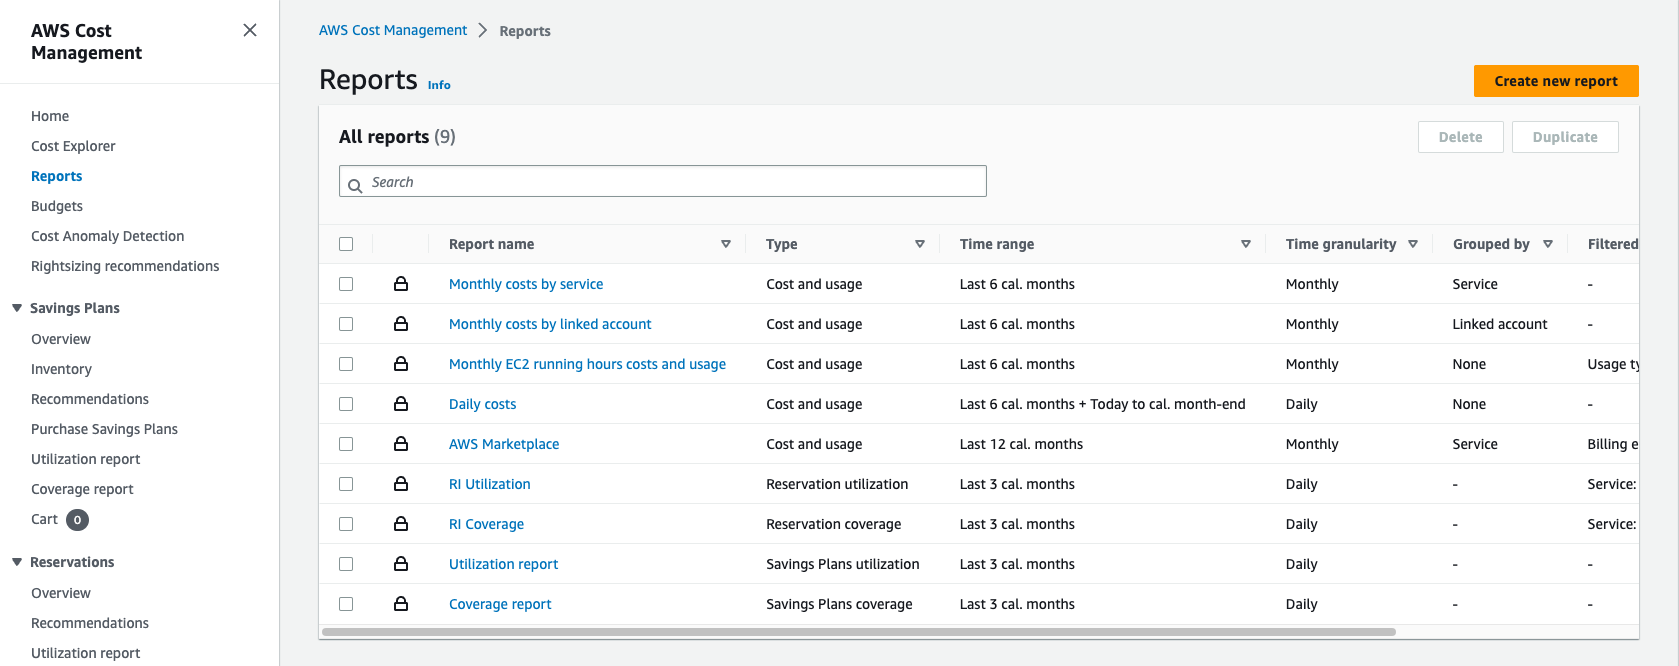 AWS Cost
Management
Home
Cost Explorer
Reports
Budgets
Cost Anomaly Detection
Rightsizing recommendations
Savings Plans
Overview
Inventory
Recommendations
Purchase Savings Plans
Utilization report
Coverage report
Cart 0
Reservations
Overview
Recommendations
Utilization report
AWS Cost Management > Reports
Reports Info
Create new report
All reports (9)
Delete Duplicate
Search
Report name Type Time range Time granularity Grouped by Filtered
Monthly costs by service Cost and usage Last 6 cal. months Monthly Service -
Monthly costs by linked account Cost and usage Last 6 cal. months Monthly Linked account -
Monthly EC2 running hours costs and usage Cost and usage Last 6 cal. months Monthly None Usage ty
Daily costs Cost and usage Last 6 cal. months + Today to cal. month-end Daily None -
AWS Marketplace Cost and usage Last 12 cal. months Monthly Service Billing e
RI Utilization Reservation utilization Last 3 cal. months Daily - Service:
RI Coverage Reservation coverage Last 3 cal. months Daily - Service:
Utilization report Savings Plans utilization Last 3 cal. months Daily - -
Coverage report Savings Plans coverage Last 3 cal. months Daily - -